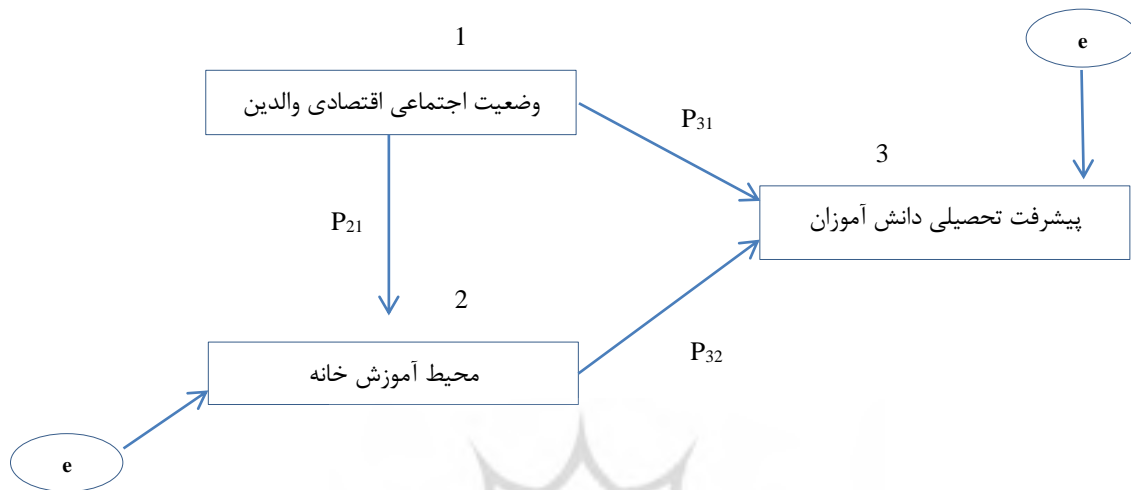 1
e
وضعیت اجتماعی اقتصادی والدین
P31
3
پیشرفت تحصیلی دانش آموزان
P21
2
P32
محیط آموزش خانه
e